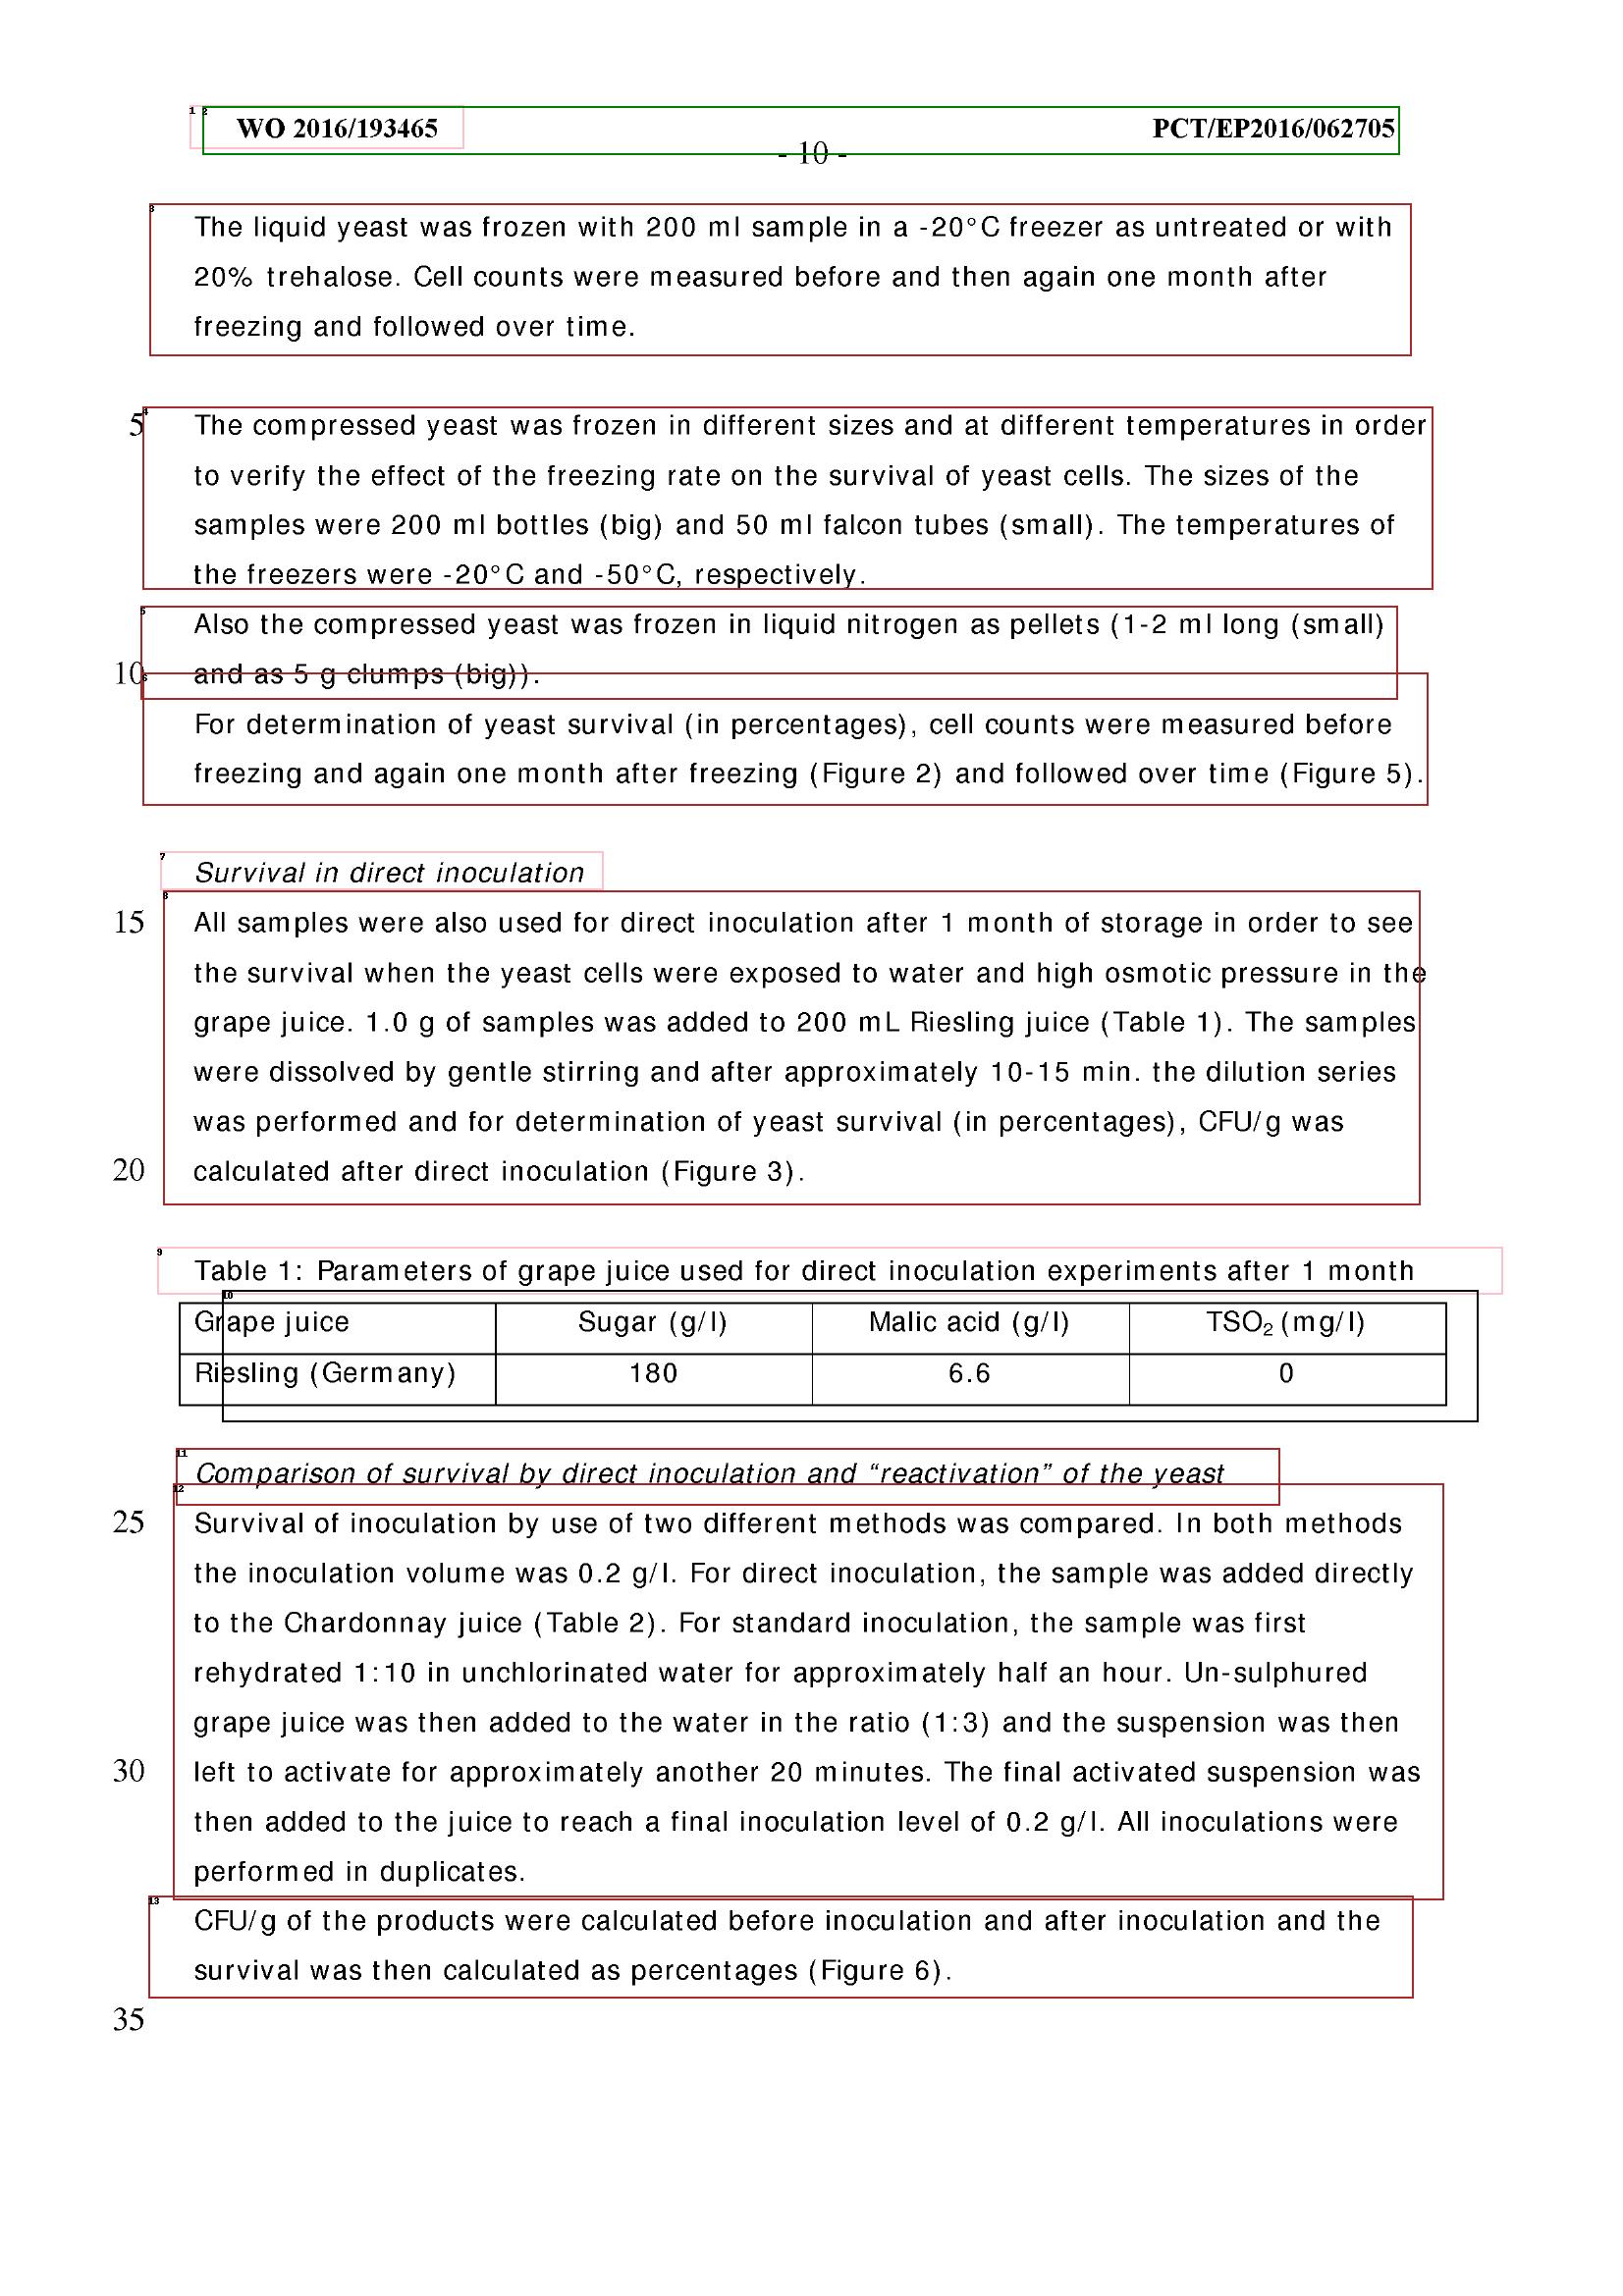 WO 2016/193465 PCT/EP2016/062705
- 10 -
The liquid yeast was frozen with 200 ml sample in a -20°C freezer as untreated or with
20% trehalose. Cell counts were measured before and then again one month after
freezing and followed over time.
5 The compressed yeast was frozen in different sizes and at different temperatures in order
to verify the effect of the freezing rate on the survival of yeast cells. The sizes of the
samples were 200 ml bottles (big) and 50 ml falcon tubes (small). The temperatures of
the freezers were -20°C and -50°C, respectively.
Also the compressed yeast was frozen in liquid nitrogen as pellets (1-2 ml long (small)
10 and as 5 g clumps (big)).
For determination of yeast survival (in percentages), cell counts were measured before
freezing and again one month after freezing (Figure 2) and followed over time (Figure 5).
Survival in direct inoculation
15 All samples were also used for direct inoculation after 1 month of storage in order to see
the survival when the yeast cells were exposed to water and high osmotic pressure in the
grape juice. 1.0 g of samples was added to 200 mL Riesling juice (Table 1). The samples
were dissolved by gentle stirring and after approximately 10-15 min. the dilution series
was performed and for determination of yeast survival (in percentages), CFU/g was
20 calculated after direct inoculation (Figure 3).
Table 1: Parameters of grape juice used for direct inoculation experiments after 1 month
Grape juice Sugar (g/l) Malic acid (g/l) TSO₂ (mg/l)
Riesling (Germany) 180 6.6 0
Comparison of survival by direct inoculation and “reactivation” of the yeast
25 Survival of inoculation by use of two different methods was compared. In both methods
the inoculation volume was 0.2 g/l. For direct inoculation, the sample was added directly
to the Chardonnay juice (Table 2). For standard inoculation, the sample was first
rehydrated 1:10 in unchlorinated water for approximately half an hour. Un-sulphured
grape juice was then added to the water in the ratio (1:3) and the suspension was then
30 left to activate for approximately another 20 minutes. The final activated suspension was
then added to the juice to reach a final inoculation level of 0.2 g/l. All inoculations were
performed in duplicates.
CFU/g of the products were calculated before inoculation and after inoculation and the
survival was then calculated as percentages (Figure 6).
35